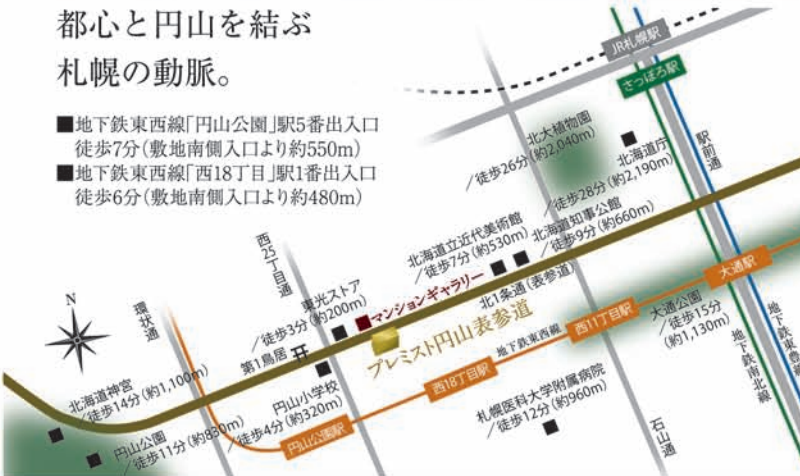 都心と円山を結ぶ
札幌の動脈。
■地下鉄東西線「円山公園」駅5番出入口
徒歩7分(敷地南側入口より約550m)
■地下鉄東西線「西18丁目」駅1番出入口
徒歩6分(敷地南側入口より約480m)
JR札幌駅
さっぽろ駅
北大植物園
/徒歩26分(約2,040m)
北海道庁
/徒歩28分(約2,190m)
駅前通
北海道立近代美術館
/徒歩7分(約530m)
北海道知事公館
/徒歩9分(約660m)
西25丁目通
東光ストア
/徒歩3分(約200m)
マンションギャラリー
北1条通(表参道)
プレミスト円山表参道
大通駅
N
環状通
第1鳥居
地下鉄東西線
西11丁目駅
大通公園
/徒歩15分
(約1,130m)
地下鉄南北線
地下鉄東豊線
西18丁目駅
北海道神宮
/徒歩14分(約1,100m)
円山小学校
/徒歩4分(約320m)
円山公園駅
札幌医科大学附属病院
/徒歩12分(約960m)
石山通
円山公園
/徒歩11分(約830m)